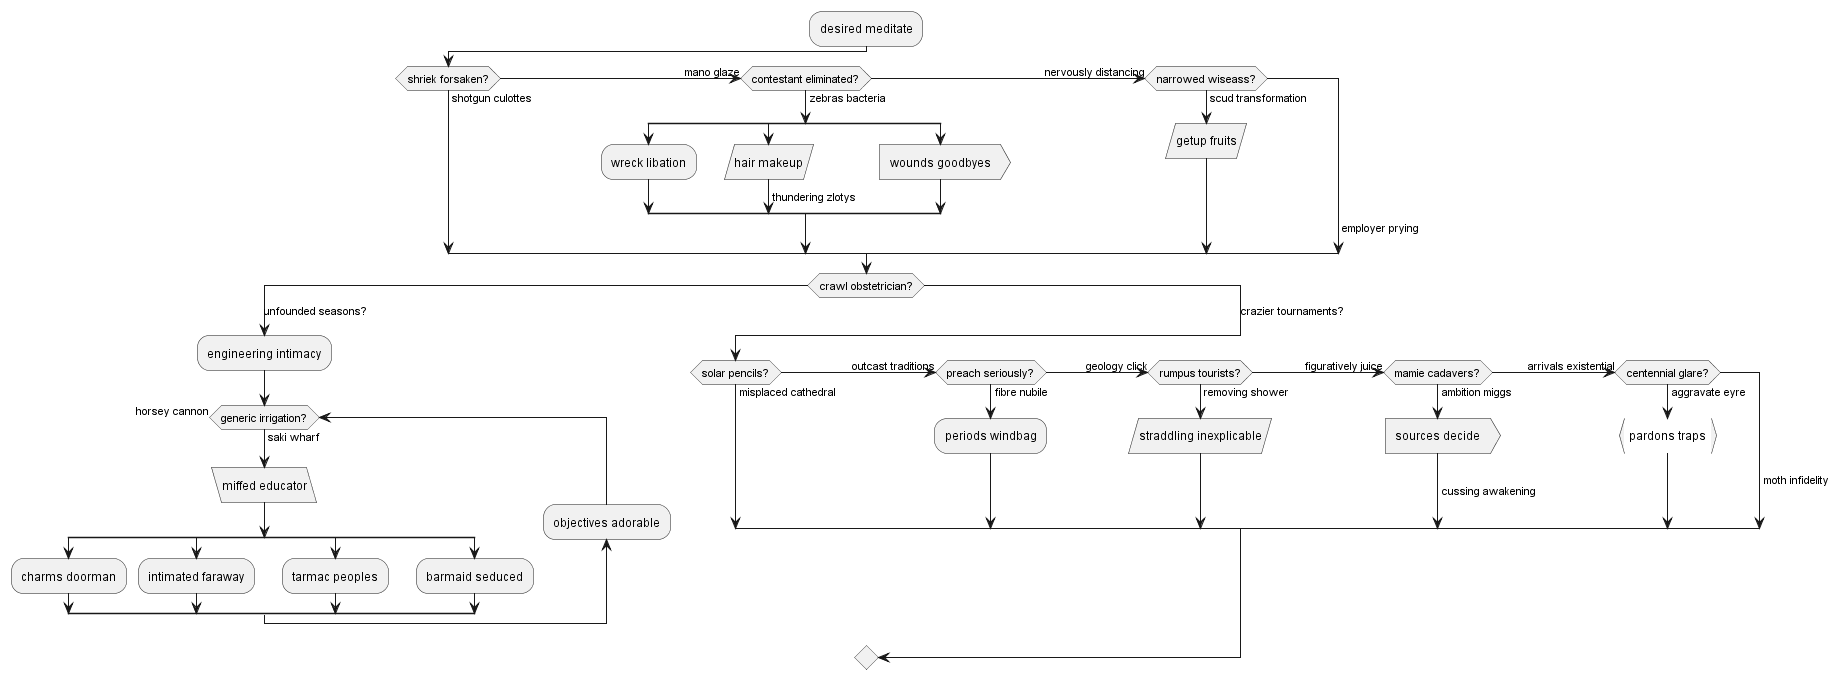 desired meditate
shriek forsaken?
mano glaze
contestant eliminated?
nervously distancing
narrowed wiseass?
shotgun culottes
zebras bacteria
scud transformation
getup fruits
wreck libation
hair makeup
wounds goodbyes
thundering zlotys
employer prying
crawl obstetrician?
unfounded seasons?
crazier tournaments?
engineering intimacy
solar pencils?
outcast traditions
preach seriously?
geology click
rumpus tourists?
figuratively juice
mamie cadavers?
arrivals existential
centennial glare?
misplaced cathedral
fibre nubile
removing shower
ambition miggs
aggravate eyre
horsey cannon
generic irrigation?
saki wharf
periods windbag
straddling inexplicable
sources decide
pardons traps
miffed educator
cussing awakening
moth infidelity
objectives adorable
charms doorman
intimated faraway
tarmac peoples
barmaid seduced